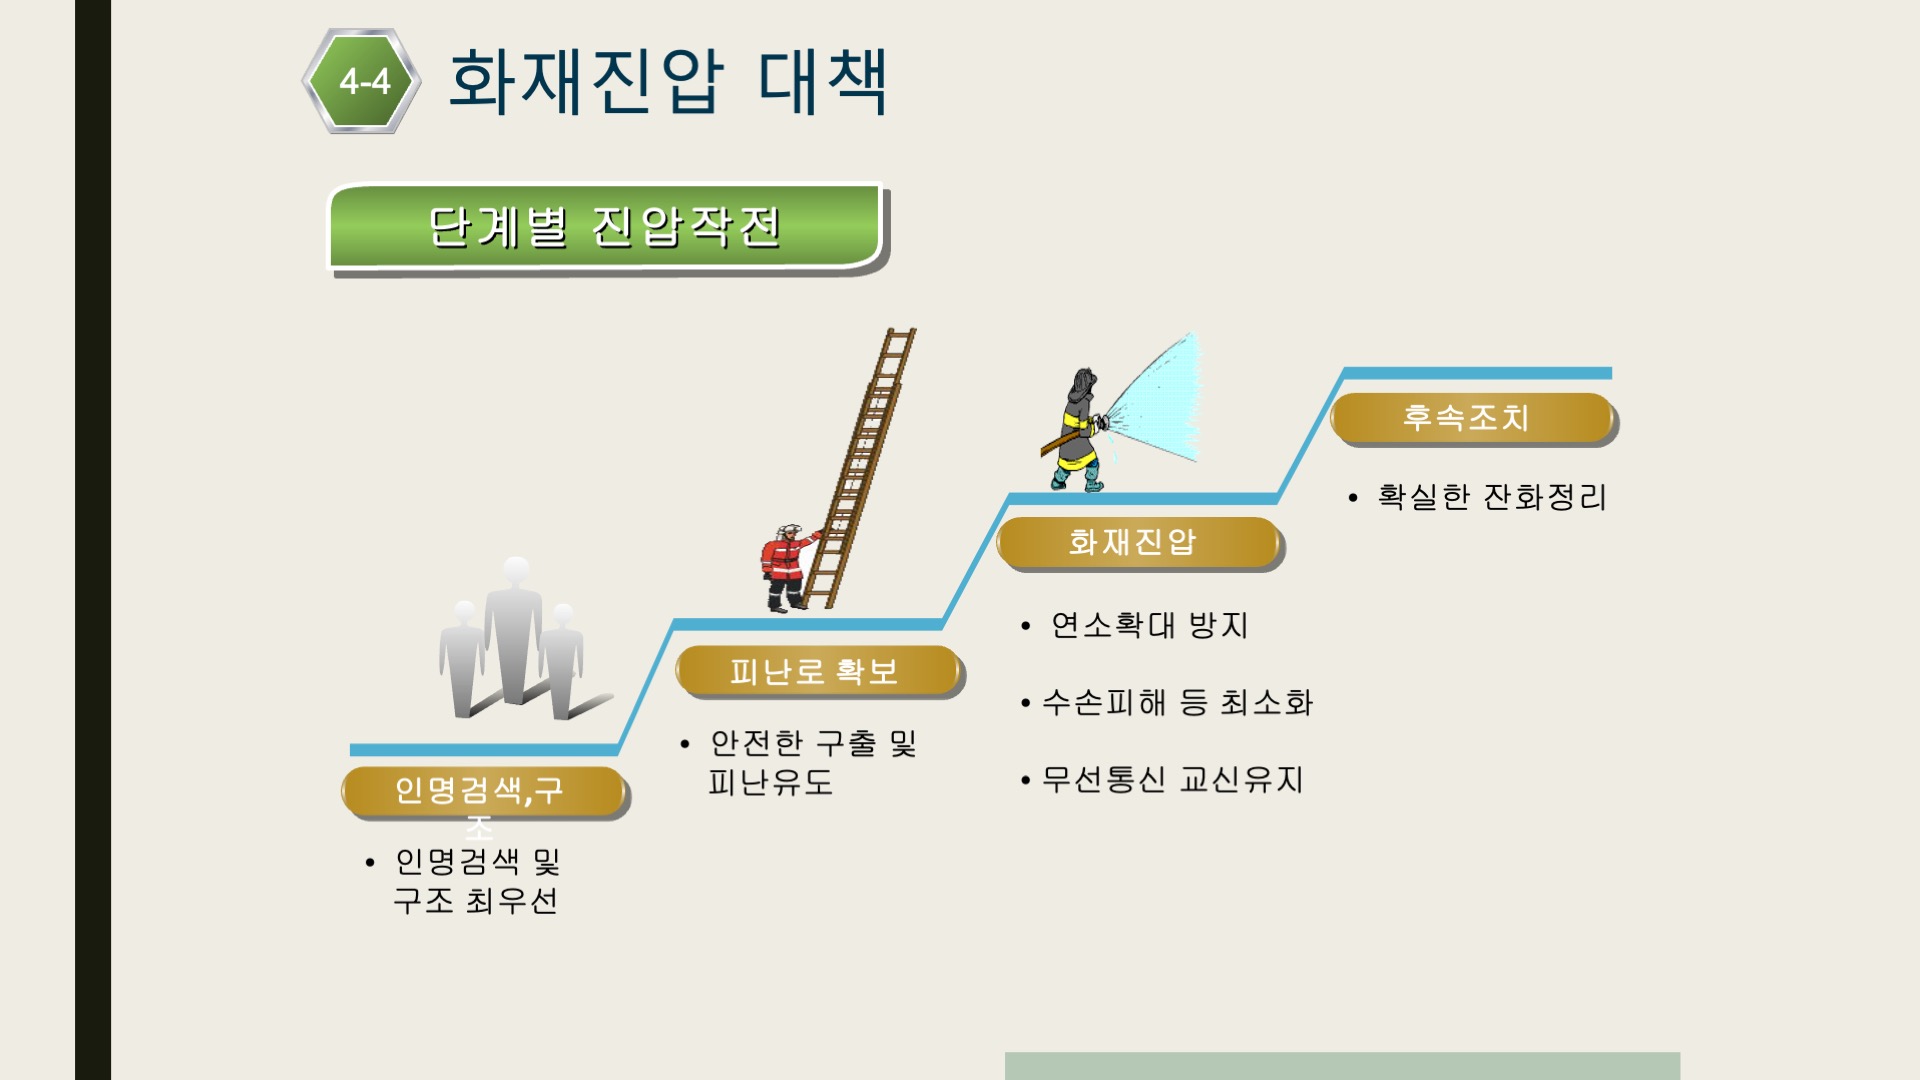 4-4
화재진압 대책
단계별 진압작전
인명검색,구
조
• 인명검색 및
구조 최우선
피난로 확보
• 안전한 구출 및
피난유도
화재진압
• 연소확대 방지
• 수손피해 등 최소화
• 무선통신 교신유지
후속조치
• 확실한 잔화정리